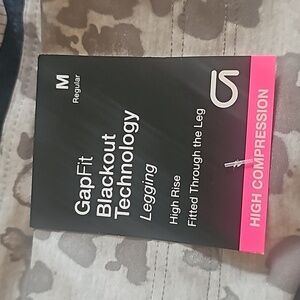 M
Regular
GapFit
Blackout
Technology
Legging
High Rise
Fitted Through the Leg
HIGH COMPRESSION